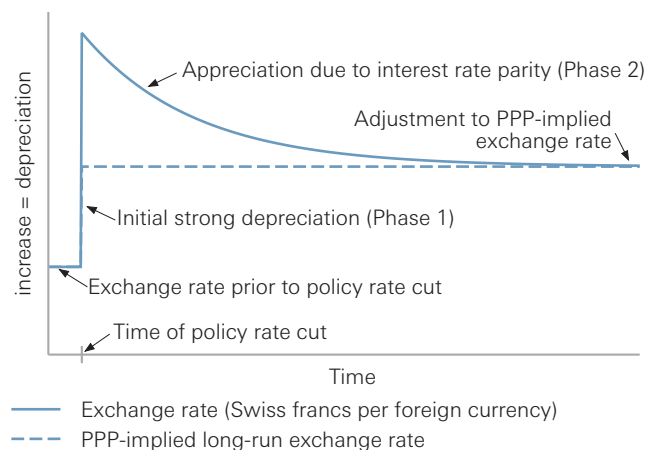 increase = depreciation
Appreciation due to interest rate parity (Phase 2)
Adjustment to PPP-implied
exchange rate
Initial strong depreciation (Phase 1)
Exchange rate prior to policy rate cut
Time of policy rate cut
Time
Exchange rate (Swiss francs per foreign currency)
PPP-implied long-run exchange rate